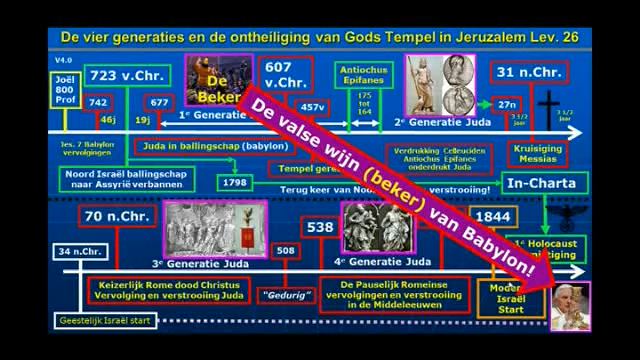 De vier generaties en de ontheiliging van Gods Tempel in Jeruzalem Lev. 26
V4.0
Joël
800
Prof
723 v.Chr.
De
Beker
607
v.Chr.
Antiochus
Epifanes
31 n.Chr.
742
677
457v
175
tot
164
27n
3 1/2
jaar
3 1/2
jaar
46j
19j
1e Generatie
2e Generatie Juda
Jes. 7 Babylon
vervolgingen
Juda in ballingschap (babylon)
Verdrukking Celleuciden
Antiochus Epifanes
onderdrukt Juda
Kruisiging
Messias
Noord Israël ballingschap
naar Assyrië verbannen
1798
Tempel
Terug keer van
verstrooiing!
In-Charta
De valse wijn (beker) van Babylon!
70 n.Chr.
538
1844
34 n.Chr.
508
1e Holocaust
3e Generatie Juda
4e Generatie Juda
Keizerlijk Rome dood Christus
Vervolging en verstrooiing Juda
"Gedurig"
De Pauselijk Romeinse
vervolgingen en verstrooiing
in de Middeleeuwen
Israël
Start
Geestelijk Israël start